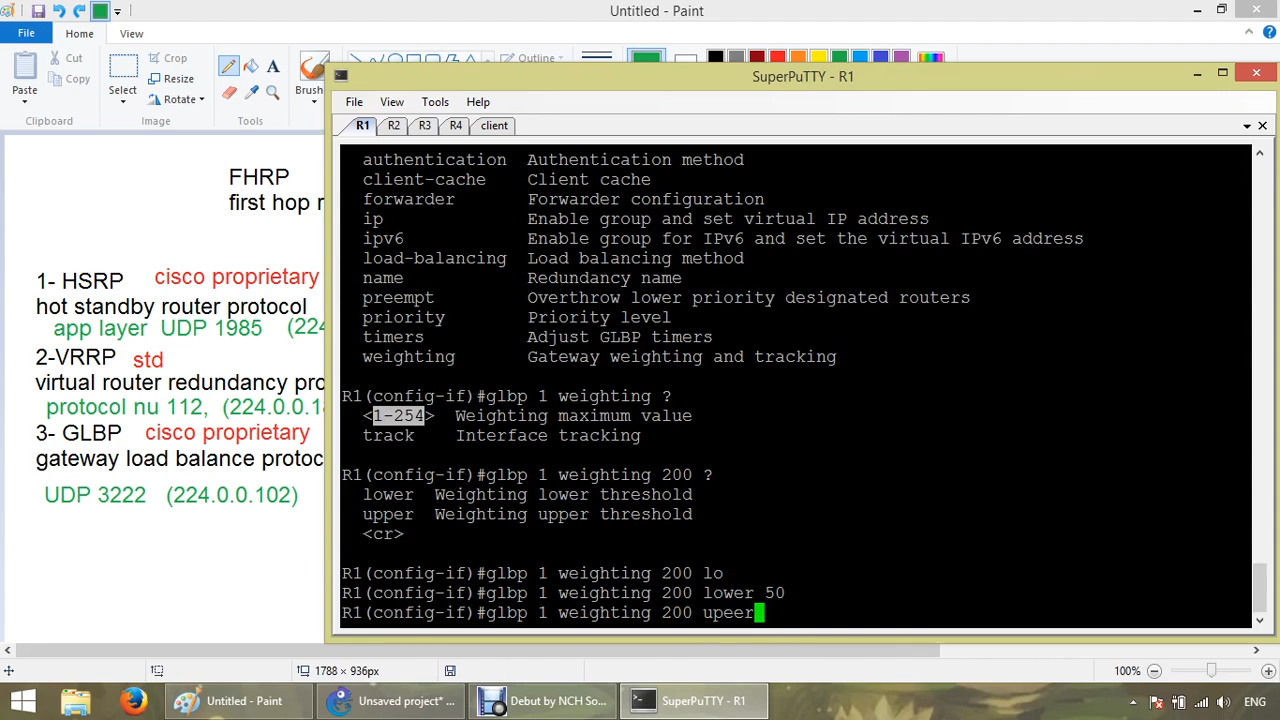 Untitled - Paint
File
Home
View
Paste
Cut
Copy
Clipboard
Select
Crop
Resize
Rotate
Image
Tools
Brush
Outline
FHRP
first hop r
1- HSRP cisco proprietary
hot standby router protocol
app layer UDP 1985 (224
2-VRRP std
virtual router redundancy pro
protocol nu 112, (224.0.0.18
3- GLBP cisco proprietary
gateway load balance protoc
UDP 3222 (224.0.0.102)
SuperPuTTY - R1
File View Tools Help
R1 R2 R3 R4 client
authentication Authentication method
client-cache Client cache
forwarder Forwarder configuration
ip Enable group and set virtual IP address
ipv6 Enable group for IPv6 and set the virtual IPv6 address
load-balancing Load balancing method
name Redundancy name
preempt Overthrow lower priority designated routers
priority Priority level
timers Adjust GLBP timers
weighting Gateway weighting and tracking
R1(config-if)#glbp 1 weighting ?
<1-254> Weighting maximum value
track Interface tracking
R1(config-if)#glbp 1 weighting 200 ?
lower Weighting lower threshold
upper Weighting upper threshold
<cr>
R1(config-if)#glbp 1 weighting 200 lo
R1(config-if)#glbp 1 weighting 200 lower 50
R1(config-if)#glbp 1 weighting 200 upeer
1788 × 936px
100%
Untitled - Paint
Unsaved project* ...
Debut by NCH So...
SuperPuTTY - R1
ENG